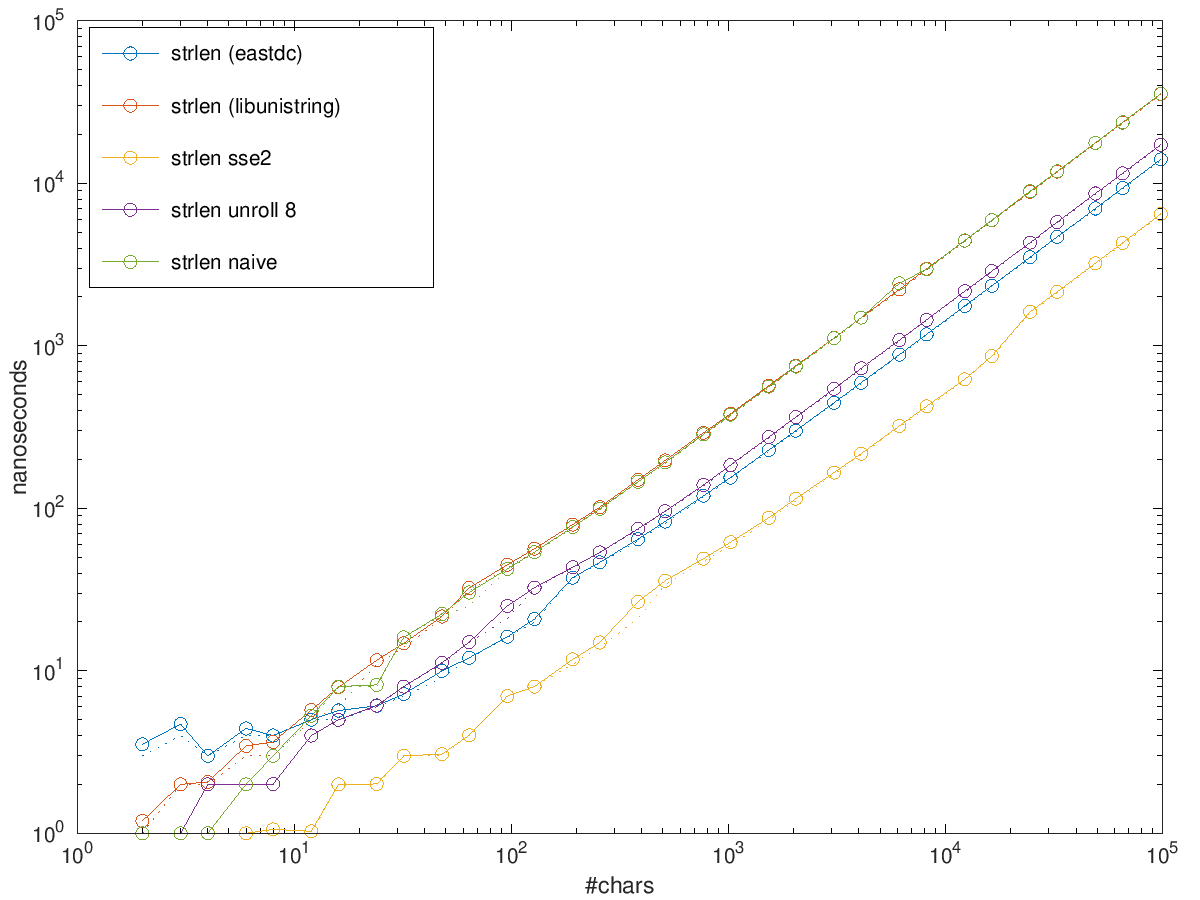 10^5
strlen (eastdc)
strlen (libunistring)
strlen sse2
strlen unroll 8
strlen naive
10^4
10^3
nanoseconds
10^2
10^1
10^0
10^0 10^1 10^2 10^3 10^4 10^5
#chars